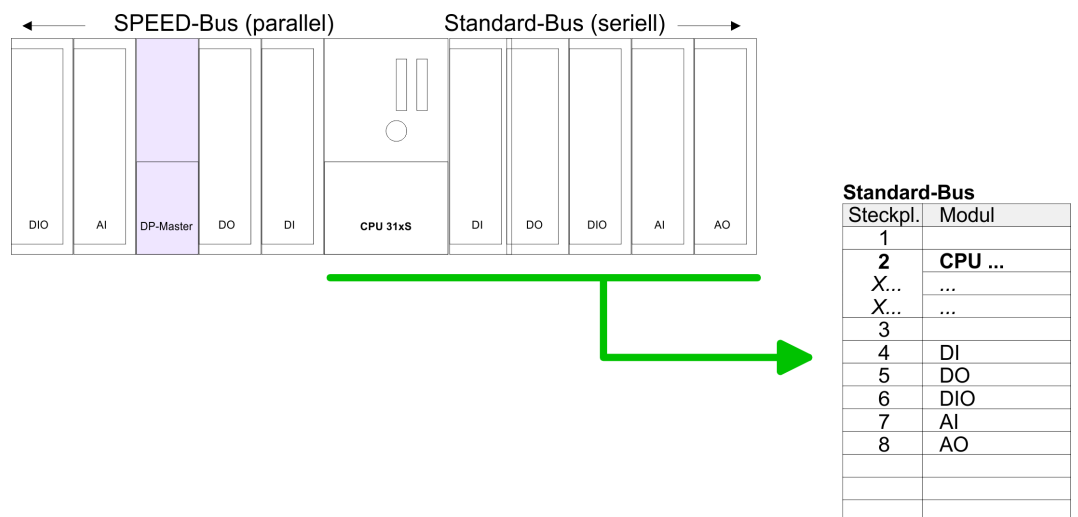 SPEED-Bus (parallel) Standard-Bus (seriell)
DIO AI DP-Master DO DI CPU 31xS DI DO DIO AI AO
Standard-Bus
Steckpl. Modul
1
2 CPU ...
X... ...
X... ...
3
4 DI
5 DO
6 DIO
7 AI
8 AO